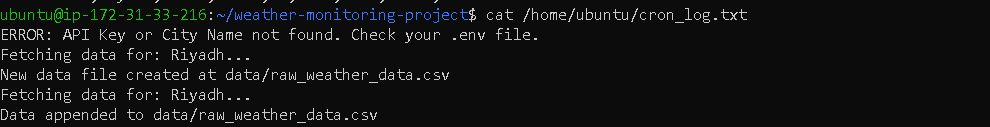 ubuntu@ip-172-31-33-216:~/weather-monitoring-project$ cat /home/ubuntu/cron_log.txt
ERROR: API Key or City Name not found. Check your .env file.
Fetching data for: Riyadh...
New data file created at data/raw_weather_data.csv
Fetching data for: Riyadh...
Data appended to data/raw_weather_data.csv